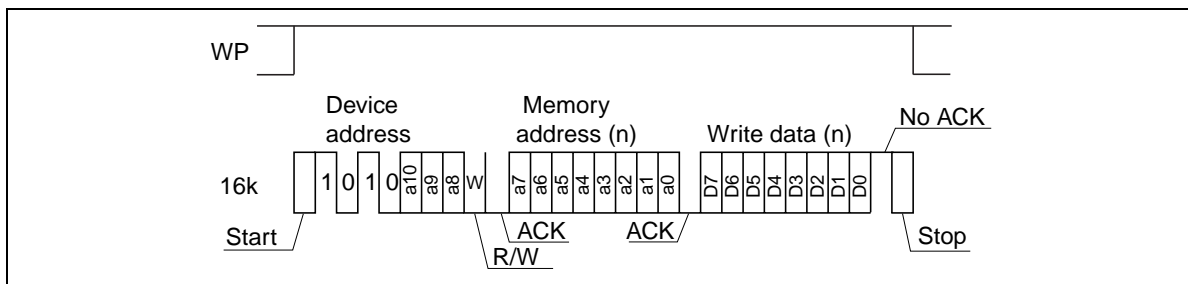 WP
Device
address
Memory
address (n)
Write data (n)
No ACK
16k
1 0 1 0 a10 a9 a8 W a7 a6 a5 a4 a3 a2 a1 a0 D7 D6 D5 D4 D3 D2 D1 D0
Start
ACK
ACK
Stop
R/W